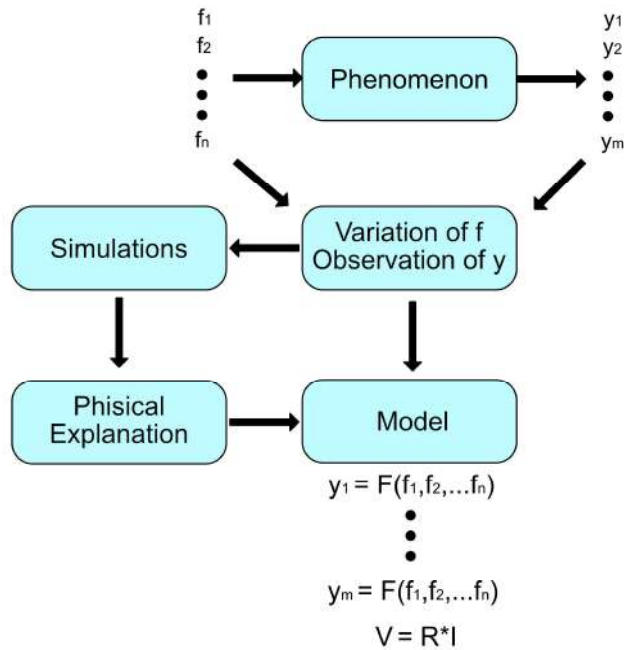 f₁
f₂
fₙ
Phenomenon
y₁
y₂
yₘ
Simulations
Variation of f
Observation of y
Phisical
Explanation
Model
y₁ = F(f₁,f₂,...fₙ)
yₘ = F(f₁,f₂,...fₙ)
V = R*I